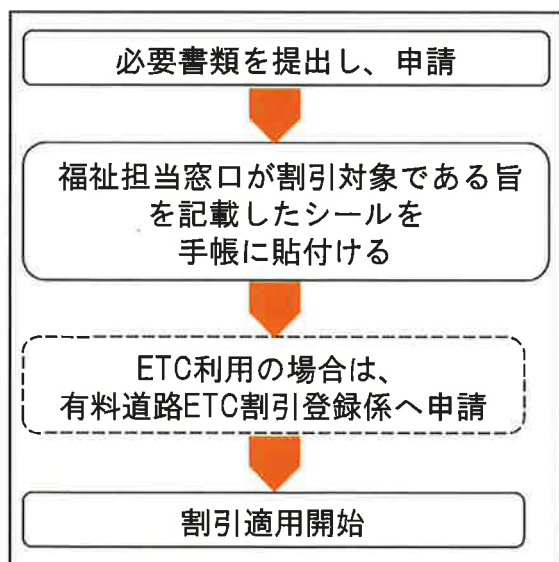 必要書類を提出し、申請
福祉担当窓口が割引対象である旨
を記載したシールを
手帳に貼付ける
ETC利用の場合は、
有料道路ETC割引登録係へ申請
割引適用開始